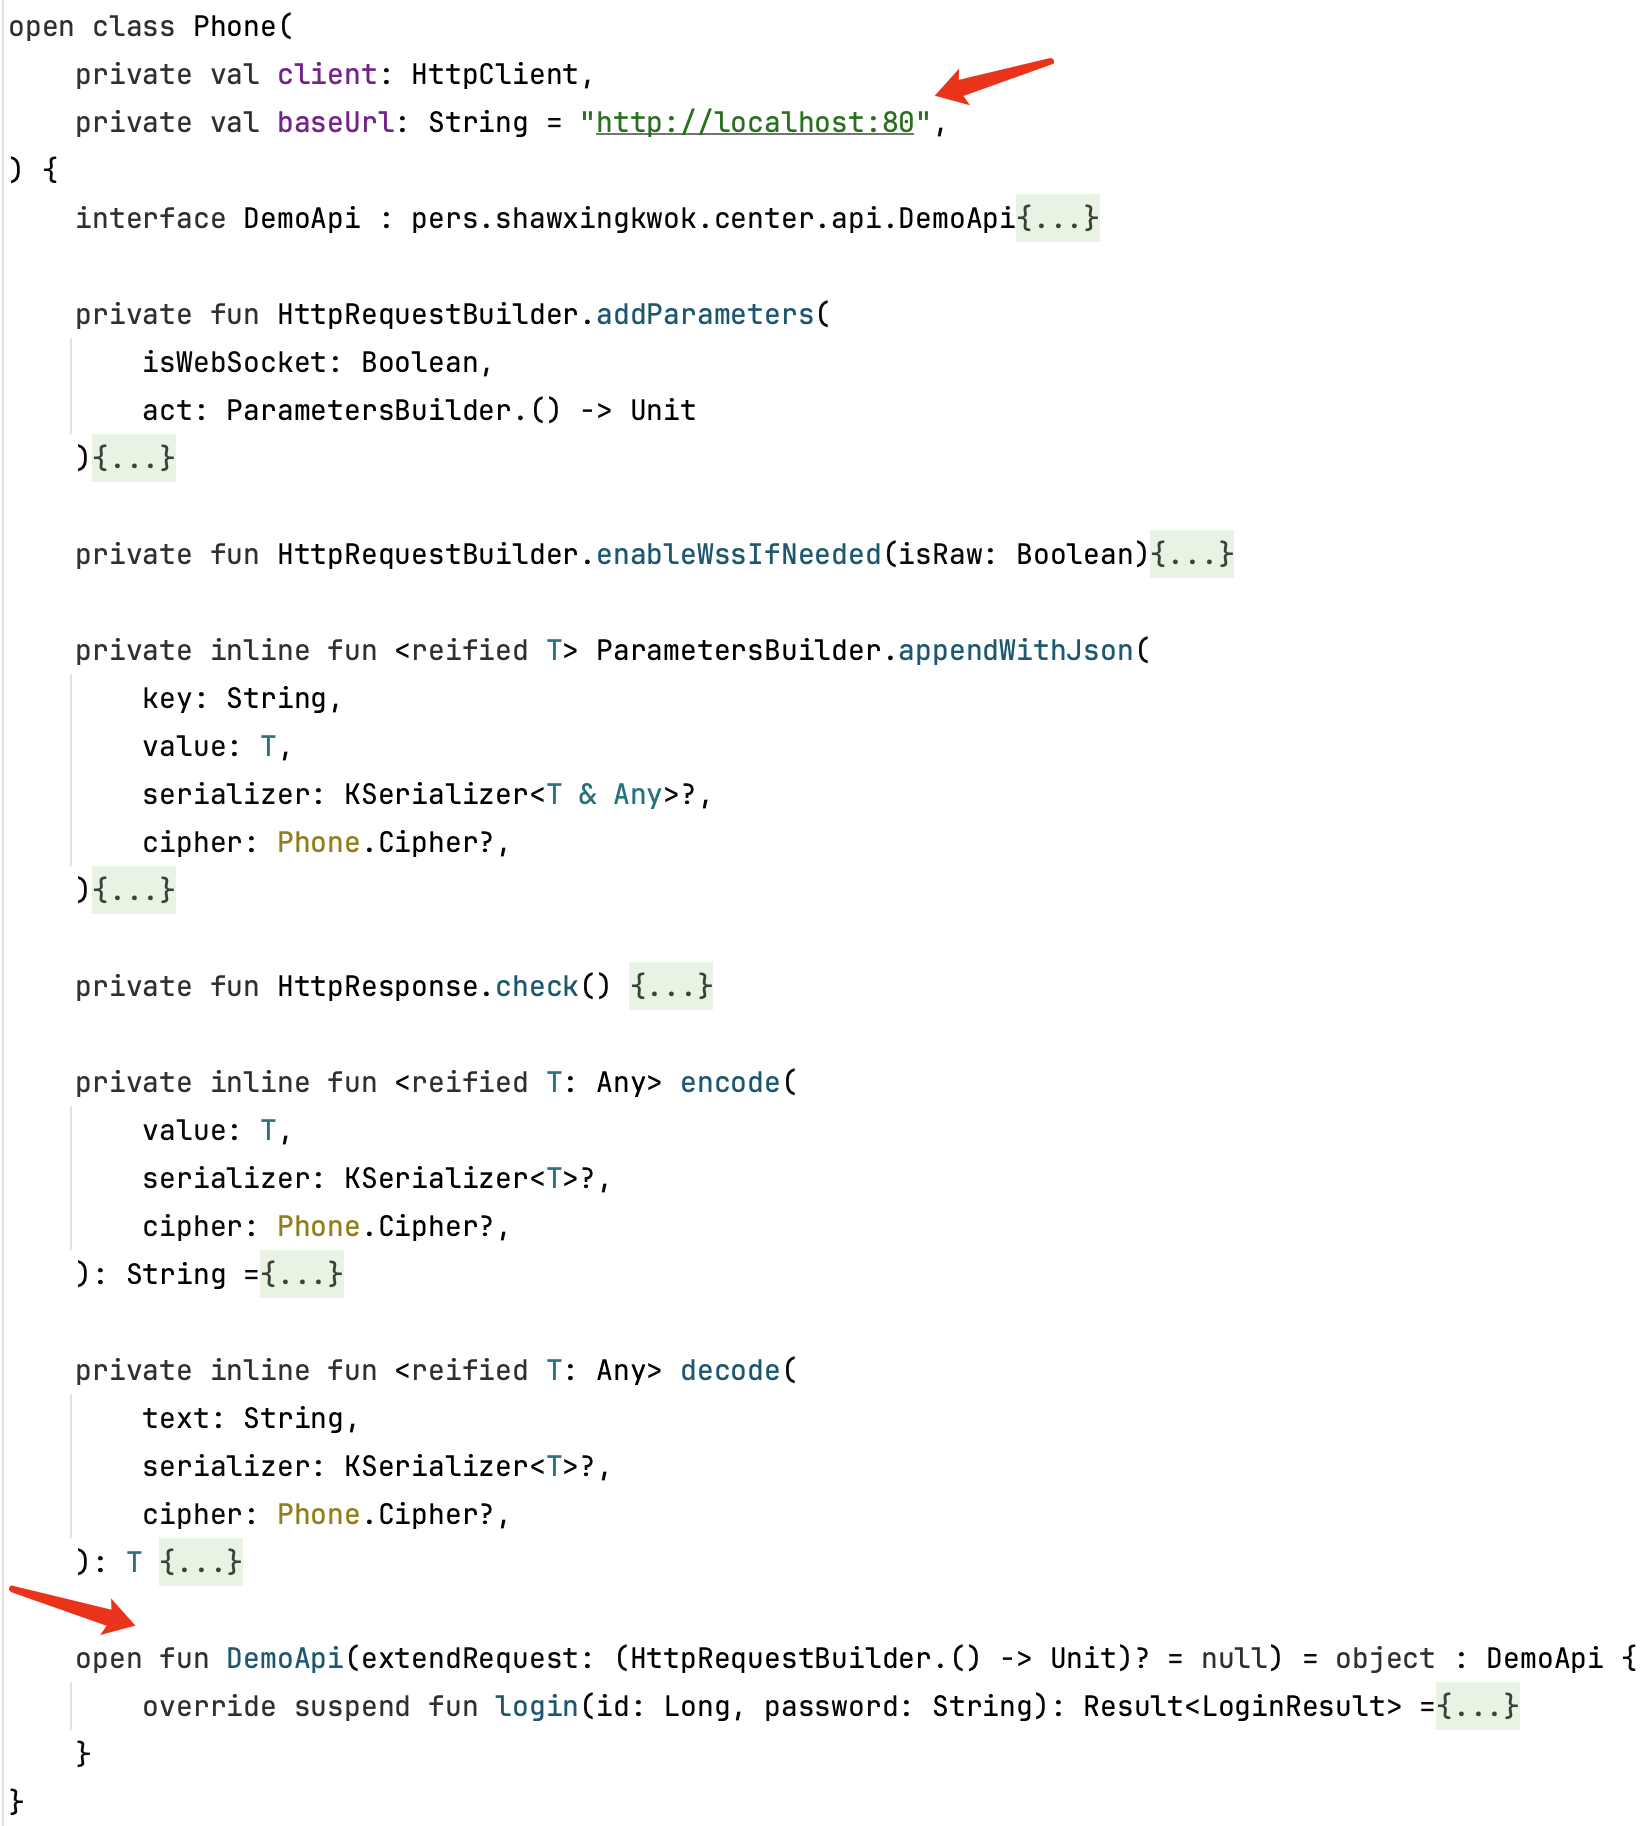 open class Phone(
    private val client: HttpClient,
    private val baseUrl: String = "http://localhost:80",
) {
    interface DemoApi : pers.shawxingkwok.center.api.DemoApi{...}
    private fun HttpRequestBuilder.addParameters(
        isWebSocket: Boolean,
        act: ParametersBuilder.() -> Unit
    ){...}
    private fun HttpRequestBuilder.enableWssIfNeeded(isRaw: Boolean){...}
    private inline fun <reified T> ParametersBuilder.appendWithJson(
        key: String,
        value: T,
        serializer: KSerializer<T & Any>?,
        cipher: Phone.Cipher?,
    ){...}
    private fun HttpResponse.check() {...}
    private inline fun <reified T: Any> encode(
        value: T,
        serializer: KSerializer<T>?,
        cipher: Phone.Cipher?,
    ): String ={...}
    private inline fun <reified T: Any> decode(
        text: String,
        serializer: KSerializer<T>?,
        cipher: Phone.Cipher?,
    ): T {...}
    open fun DemoApi(extendRequest: (HttpRequestBuilder.() -> Unit)? = null) = object : DemoApi {
        override suspend fun login(id: Long, password: String): Result<LoginResult> ={...}
    }
}